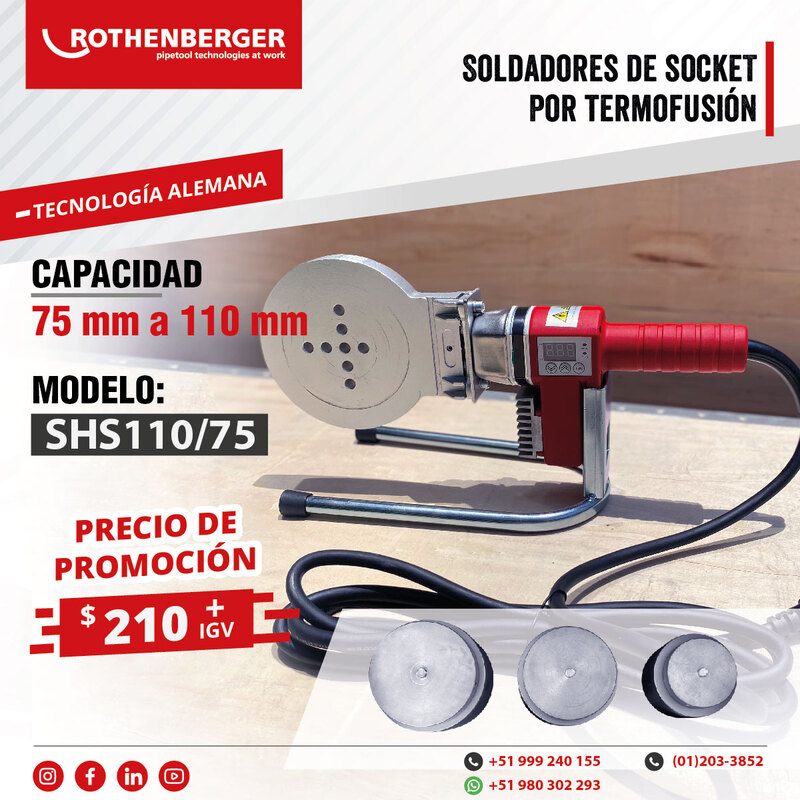 ROTHENBERGER
pipetool technologies at work
SOLDADORES DE SOCKET
POR TERMOFUSIÓN
TECNOLOGÍA ALEMANA
CAPACIDAD
75 mm a 110 mm
MODELO:
SHS110/75
PRECIO DE
PROMOCIÓN
$ 210 + IGV
+51 999 240 155
(01)203-3852
+51 980 302 293